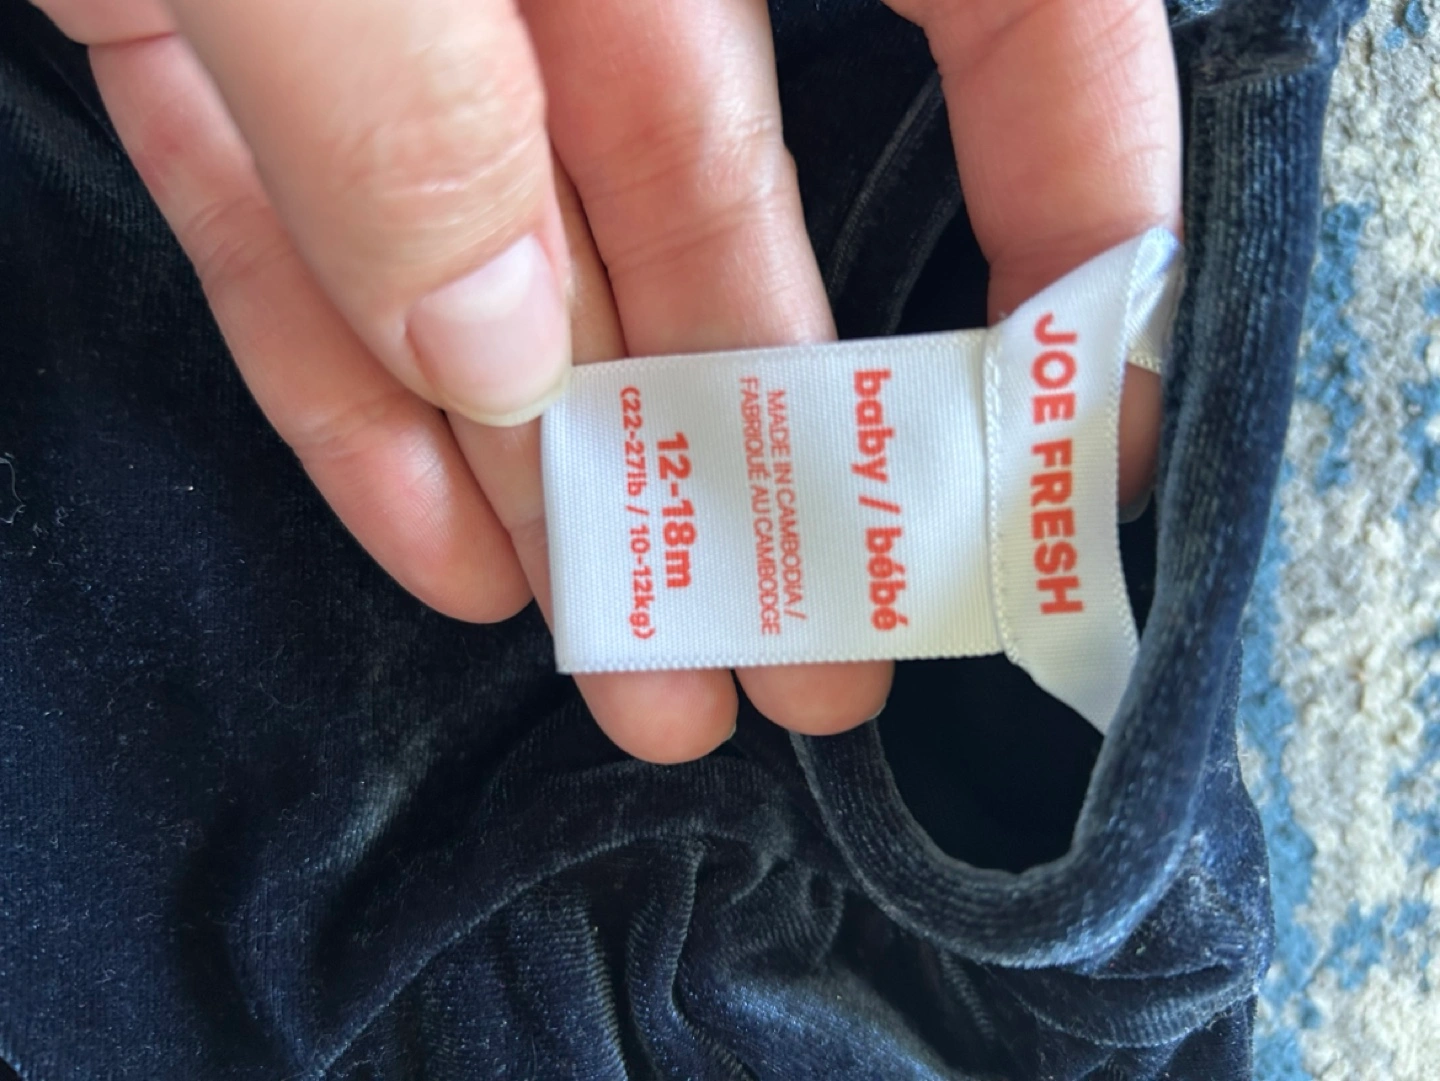 JOE FRESH
baby / bébé
MADE IN CAMBODIA /
FABRIQUÉ AU CAMBODGE
12-18m
(22-27lb / 10-12kg)